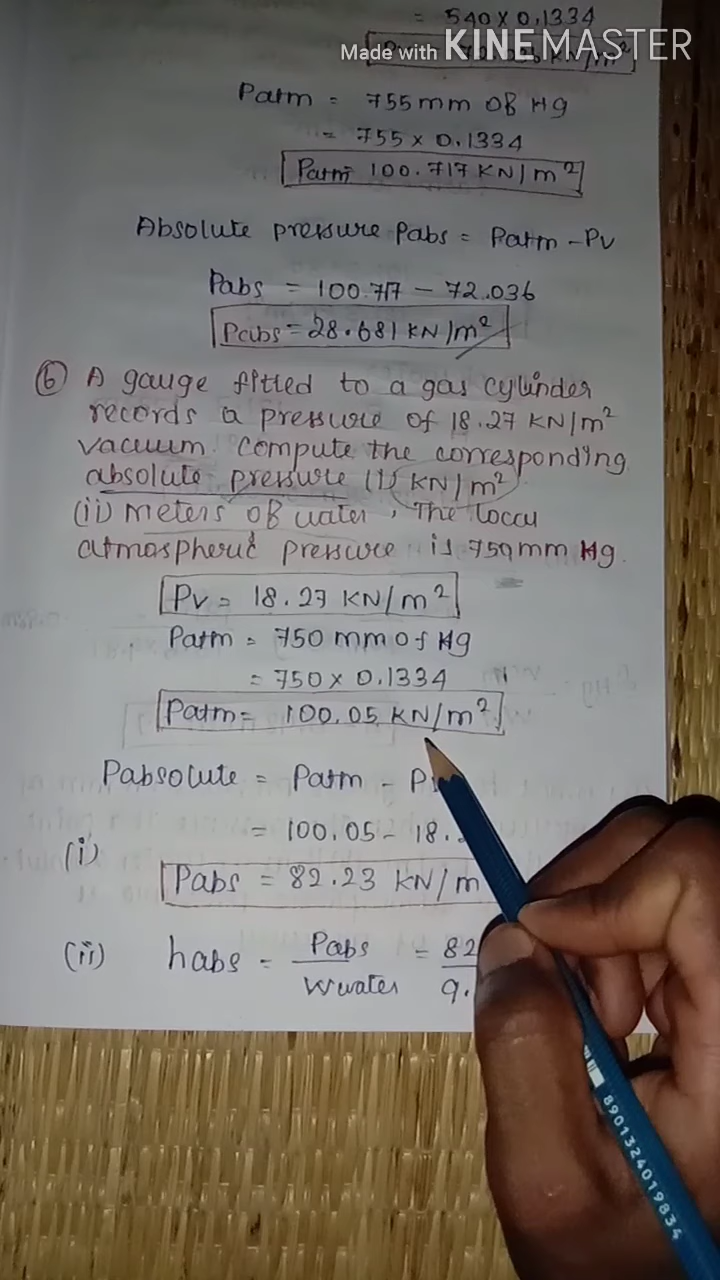 = 540 x 0.1334
Made with KINEMASTER
Patm = 755 mm OF Hg
= 755 x 0.1334
Patm= 100.717 KN/m²
Absolute pressure Pabs = Patm - Pv
Pabs = 100.717 - 72.036
Pabs = 28.681 KN/m²
(6) A gauge fitted to a gas cylinder
records a pressure of 18.27 KN/m²
vacuum. compute the corresponding
absolute pressure (i) KN/m²
(ii) meters of water, The local
atmospheric pressure is 750mm Hg.
Pv = 18.27 KN/m²
Patm = 750 mm of Hg
= 750 x 0.1334
Patm = 100.05 KN/m²
Pabsolute = Patm - P
= 100.05 - 18.
(i)
Pabs = 82.23 KN/m
(ii) habs = Pabs / Wwater = 82 / 9.
8901324019834